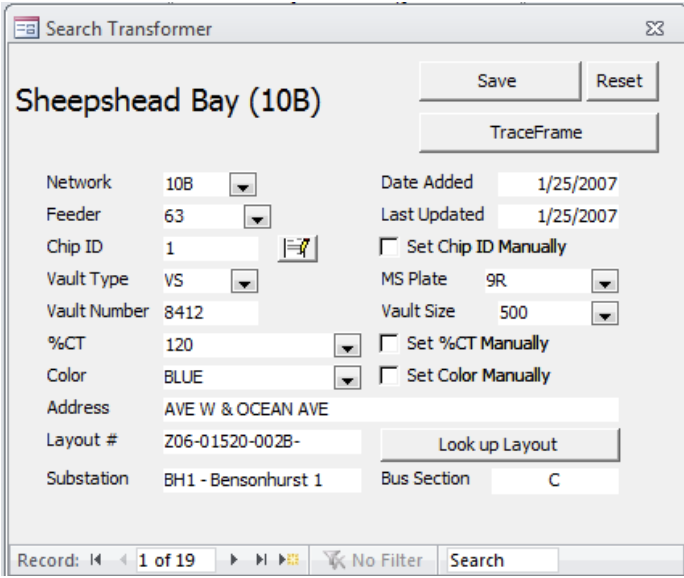 Search Transformer
Save Reset
Sheepshead Bay (10B)
TraceFrame
Network 10B Date Added 1/25/2007
Feeder 63 Last Updated 1/25/2007
Chip ID 1 Set Chip ID Manually
Vault Type VS MS Plate 9R
Vault Number 8412 Vault Size 500
%CT 120 Set %CT Manually
Color BLUE Set Color Manually
Address AVE W & OCEAN AVE
Layout # Z06-01520-002B- Look up Layout
Substation BH1 - Bensonhurst 1 Bus Section C
Record: 1 of 19 No Filter Search